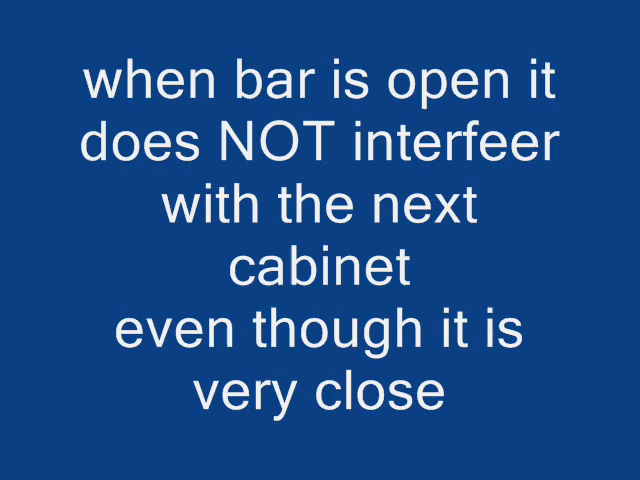 when bar is open it
does NOT interfeer
with the next
cabinet
even though it is
very close